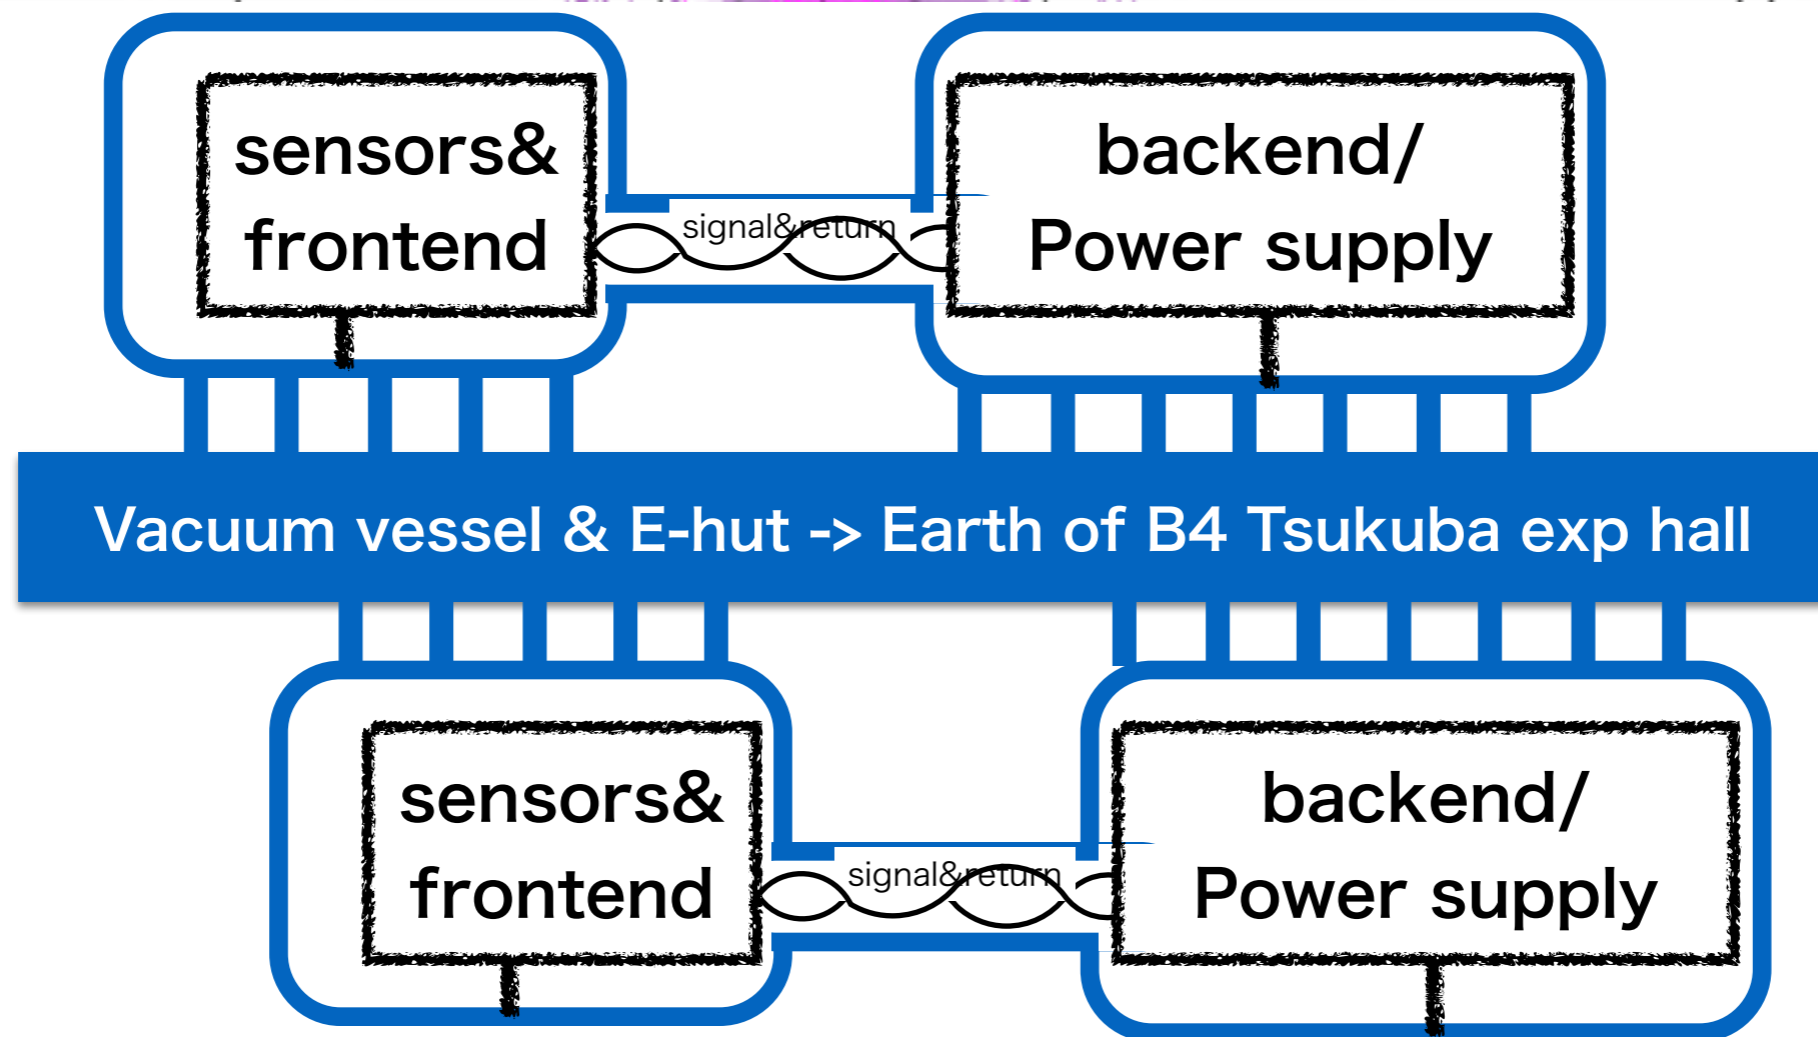 sensors&
frontend
signal&return
backend/
Power supply
Vacuum vessel & E-hut -> Earth of B4 Tsukuba exp hall
sensors&
frontend
signal&return
backend/
Power supply